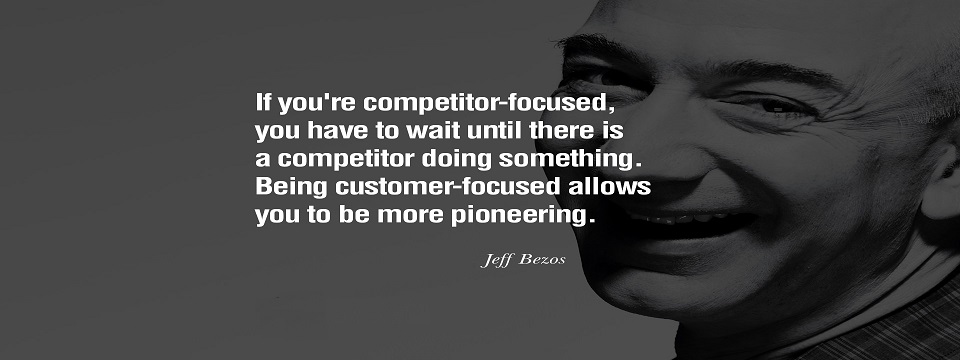 If you're competitor-focused,
you have to wait until there is
a competitor doing something.
Being customer-focused allows
you to be more pioneering.
Jeff Bezos